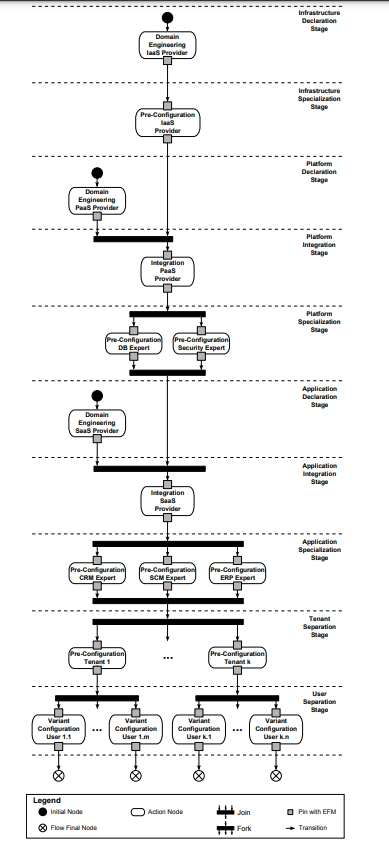 Infrastructure
Declaration
Stage
Domain
Engineering
IaaS Provider
Infrastructure
Specialization
Stage
Pre-Configuration
IaaS
Provider
Platform
Declaration
Stage
Domain
Engineering
PaaS Provider
Platform
Integration
Stage
Integration
PaaS
Provider
Platform
Specialization
Stage
Pre-Configuration
DB Expert
Pre-Configuration
Security Expert
Application
Declaration
Stage
Domain
Engineering
SaaS Provider
Application
Integration
Stage
Integration
SaaS
Provider
Application
Specialization
Stage
Pre-Configuration
CRM Expert
Pre-Configuration
SCM Expert
Pre-Configuration
ERP Expert
Tenant
Separation
Stage
Pre-Configuration
Tenant 1
...
Pre-Configuration
Tenant k
User
Separation
Stage
Variant
Configuration
User 1.1
...
Variant
Configuration
User 1.m
Variant
Configuration
User k.1
...
Variant
Configuration
User k.n
Legend
Initial Node
Action Node
Join
Pin with EFM
Flow Final Node
Fork
Transition